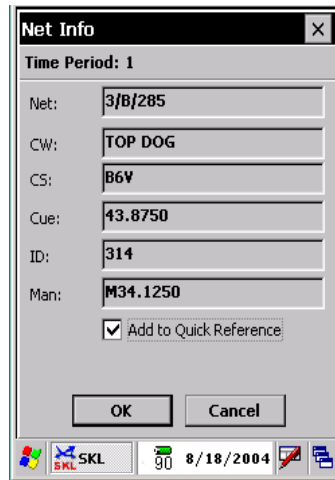 Net Info
Time Period: 1
Net: 3/B/285
CW: TOP DOG
CS: B6V
Cue: 43.8750
ID: 314
Man: M34.1250
Add to Quick Reference
OK Cancel
SKL SKL 90 8/18/2004